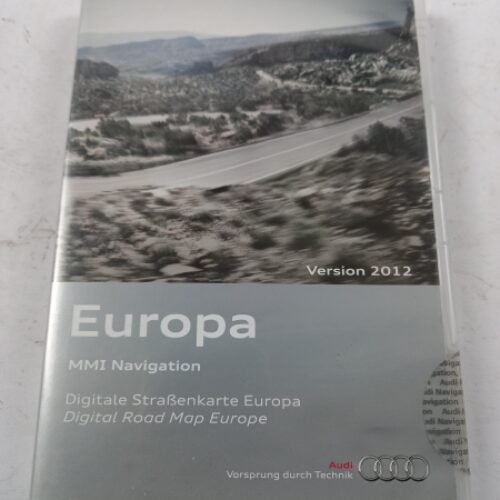 Version 2012
Europa
MMI Navigation
Digitale Straßenkarte Europa
Digital Road Map Europe
Audi
Vorsprung durch Technik